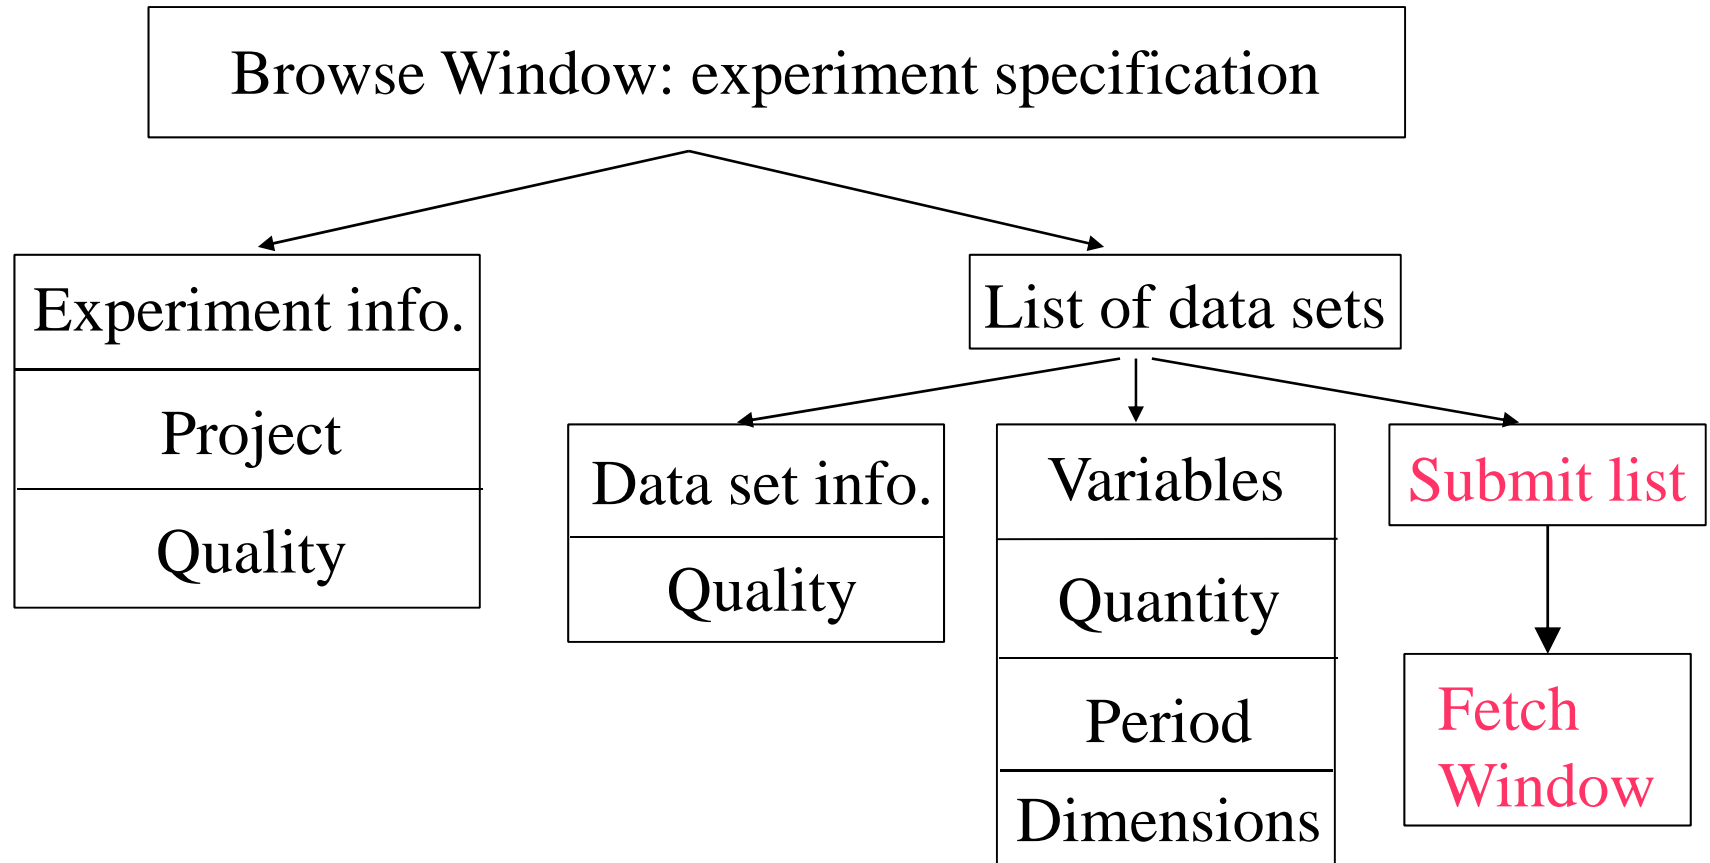 Browse Window: experiment specification
Experiment info.
Project
Quality
List of data sets
Data set info.
Quality
Variables
Quantity
Period
Dimensions
Submit list
Fetch
Window